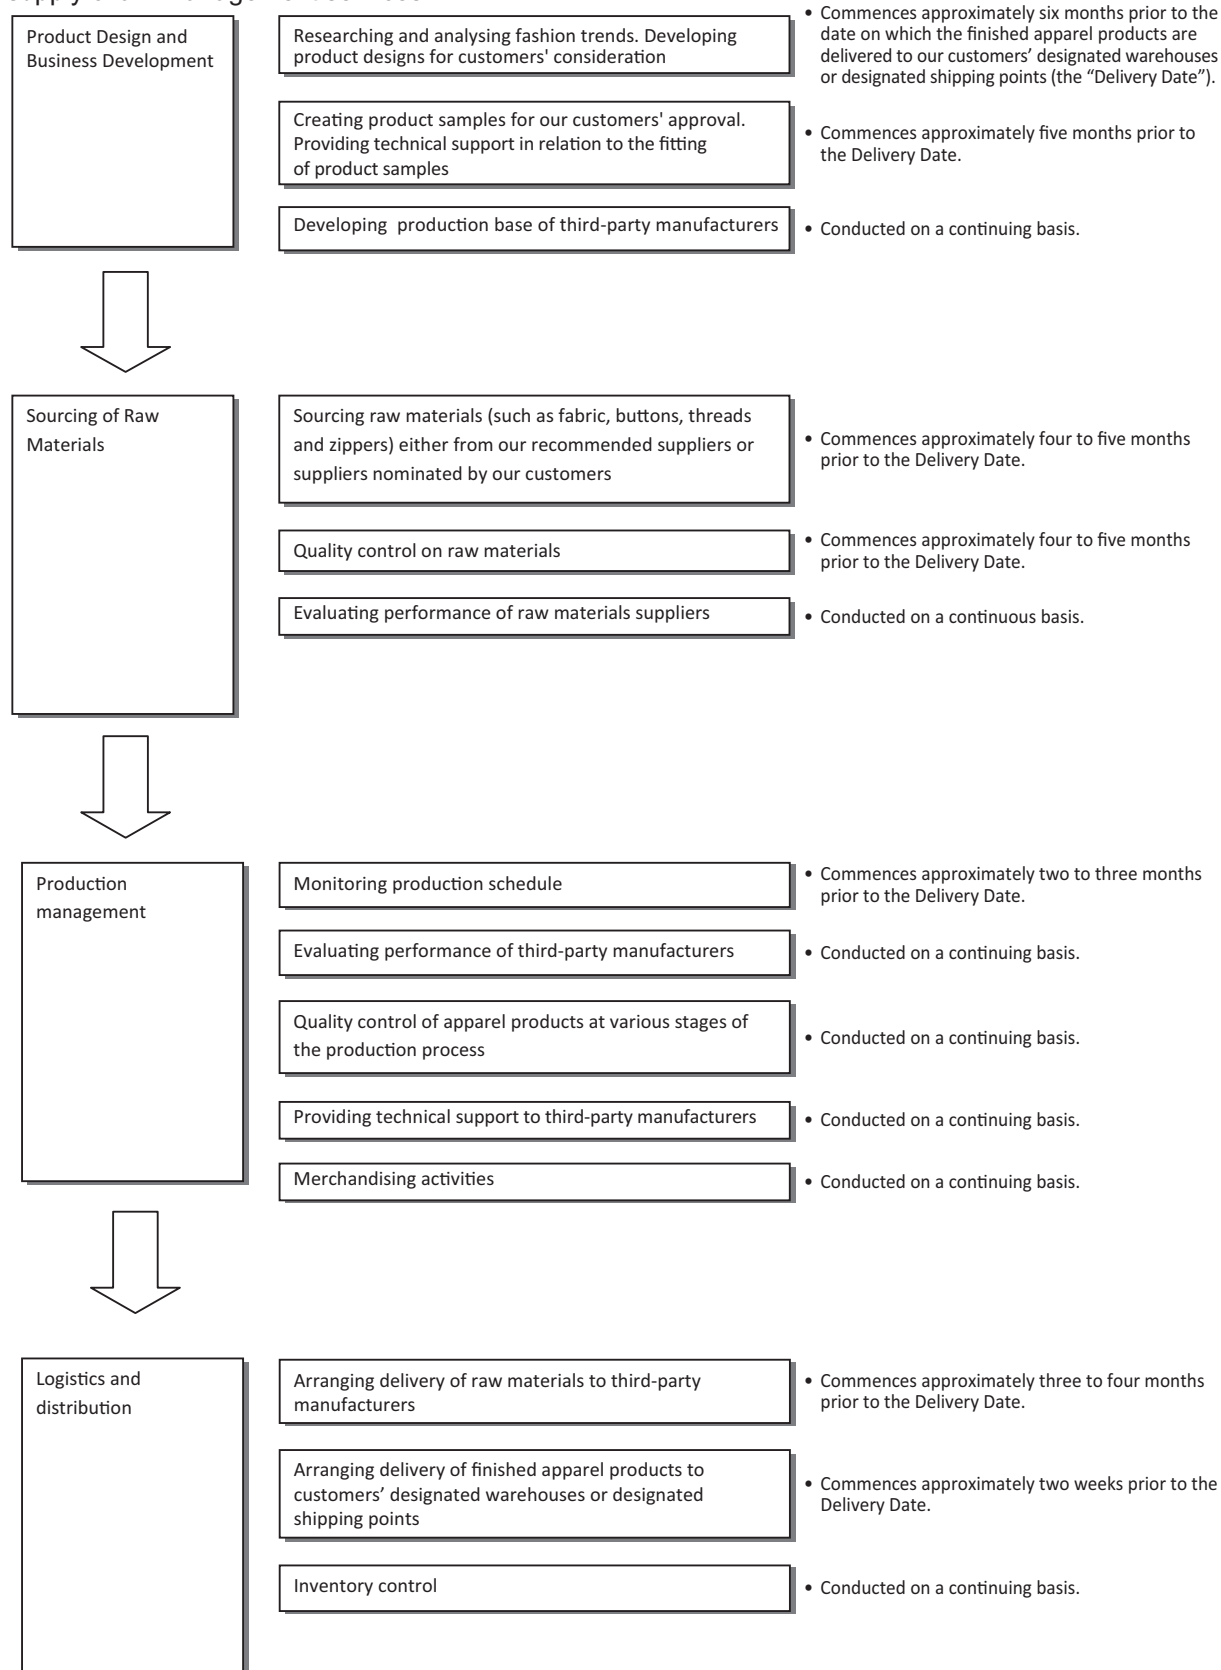 Product Design and
Business Development
Researching and analysing fashion trends. Developing
product designs for customers' consideration
• Commences approximately six months prior to the
date on which the finished apparel products are
delivered to our customers’ designated warehouses
or designated shipping points (the “Delivery Date”).
Creating product samples for our customers' approval.
Providing technical support in relation to the fitting
of product samples
• Commences approximately five months prior to
the Delivery Date.
Developing production base of third-party manufacturers
• Conducted on a continuing basis.
Sourcing of Raw
Materials
Sourcing raw materials (such as fabric, buttons, threads
and zippers) either from our recommended suppliers or
suppliers nominated by our customers
• Commences approximately four to five months
prior to the Delivery Date.
Quality control on raw materials
• Commences approximately four to five months
prior to the Delivery Date.
Evaluating performance of raw materials suppliers
• Conducted on a continuous basis.
Production
management
Monitoring production schedule
• Commences approximately two to three months
prior to the Delivery Date.
Evaluating performance of third-party manufacturers
• Conducted on a continuing basis.
Quality control of apparel products at various stages of
the production process
• Conducted on a continuing basis.
Providing technical support to third-party manufacturers
• Conducted on a continuing basis.
Merchandising activities
• Conducted on a continuing basis.
Logistics and
distribution
Arranging delivery of raw materials to third-party
manufacturers
• Commences approximately three to four months
prior to the Delivery Date.
Arranging delivery of finished apparel products to
customers’ designated warehouses or designated
shipping points
• Commences approximately two weeks prior to the
Delivery Date.
Inventory control
• Conducted on a continuing basis.